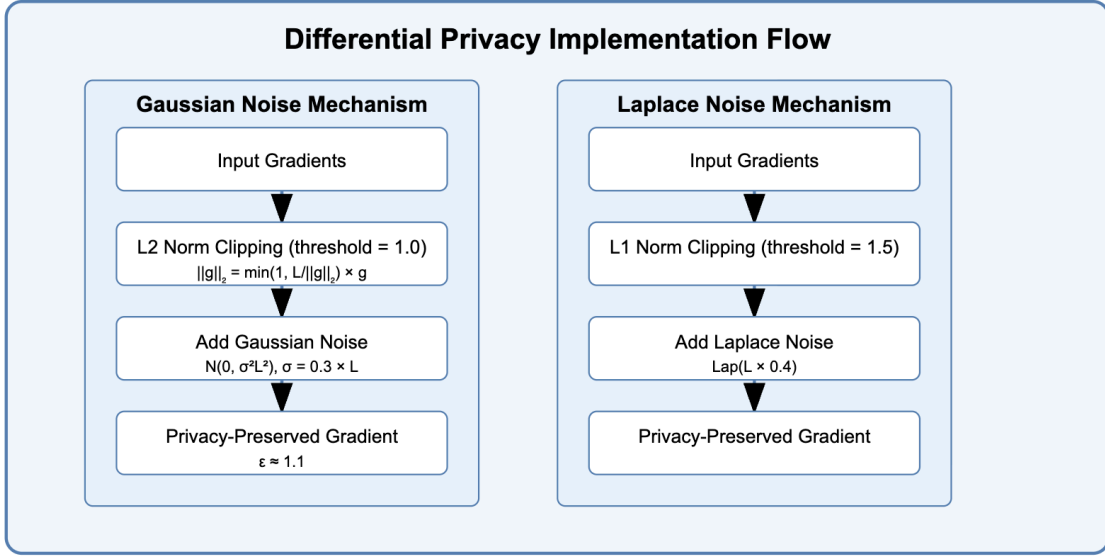 Differential Privacy Implementation Flow
Gaussian Noise Mechanism
Input Gradients
L2 Norm Clipping (threshold = 1.0)
||g||₂ = min(1, L/||g||₂) × g
Add Gaussian Noise
N(0, σ²L²), σ = 0.3 × L
Privacy-Preserved Gradient
ε ≈ 1.1
Laplace Noise Mechanism
Input Gradients
L1 Norm Clipping (threshold = 1.5)
Add Laplace Noise
Lap(L × 0.4)
Privacy-Preserved Gradient